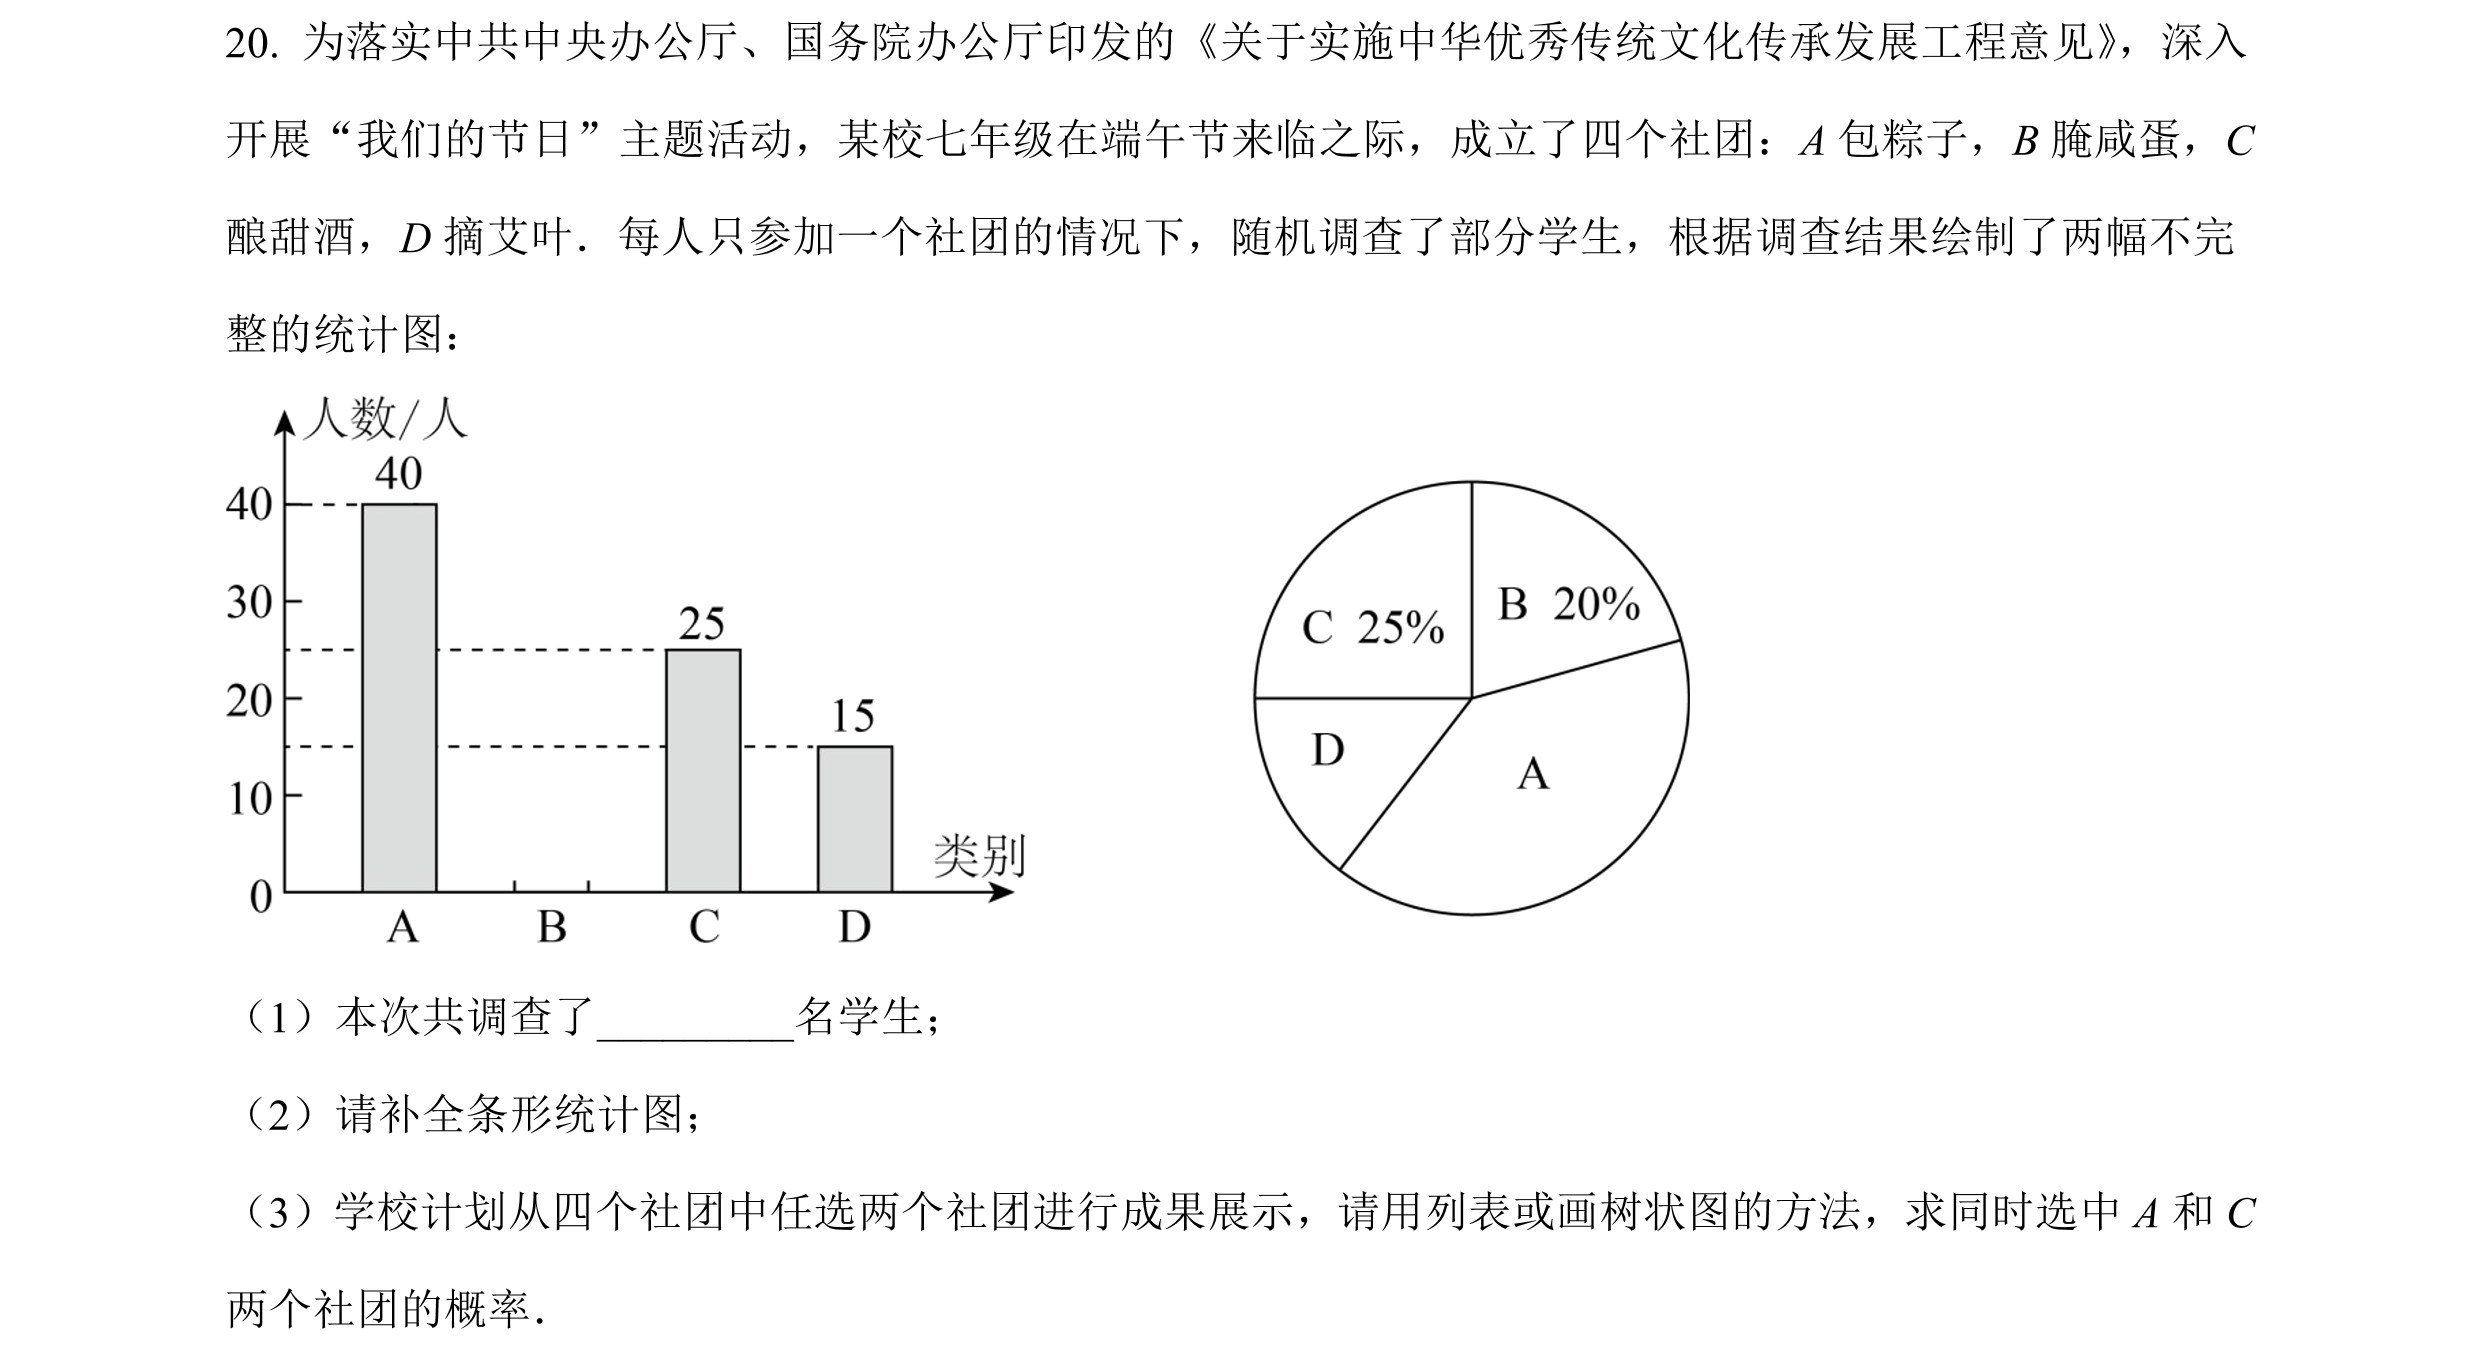 20. 为落实中共中央办公厅、国务院办公厅印发的《关于实施中华优秀传统文化传承发展工程意见》，深入
开展“我们的节日”主题活动，某校七年级在端午节来临之际，成立了四个社团：A 包粽子，B 腌咸蛋，C
酿甜酒，D 摘艾叶．每人只参加一个社团的情况下，随机调查了部分学生，根据调查结果绘制了两幅不完
整的统计图：
人数/人
40
40
30
25
20
15
10
0
类别
A B C D
B 20%
C 25%
D
A
（1）本次共调查了_________名学生；
（2）请补全条形统计图；
（3）学校计划从四个社团中任选两个社团进行成果展示，请用列表或画树状图的方法，求同时选中 A 和 C
两个社团的概率．